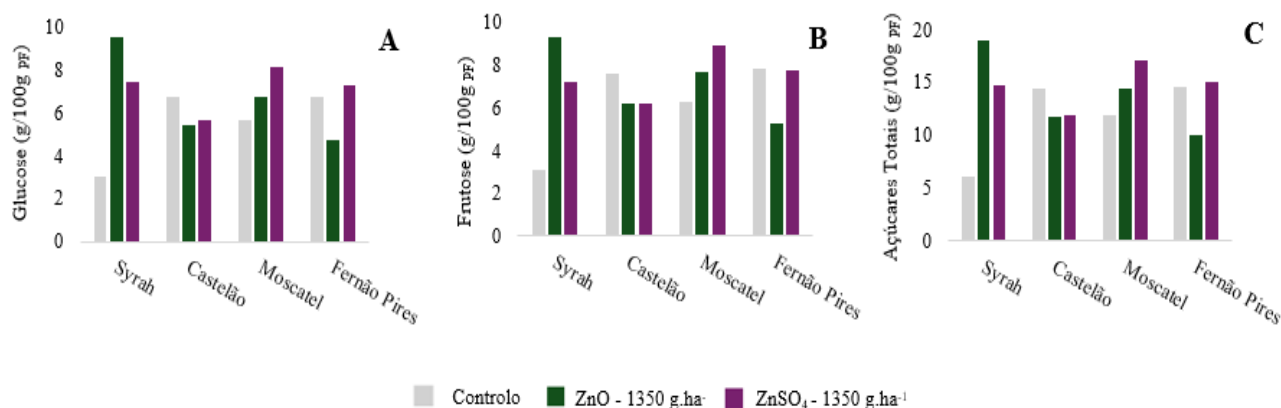 A
Glucose (g/100g PF)
10
8
6
4
2
0
Syrah
Castelão
Moscatel
Fernão Pires
B
Frutose (g/100g PF)
10
8
6
4
2
0
Syrah
Castelão
Moscatel
Fernão Pires
C
Açúcares Totais (g/100g PF)
20
15
10
5
0
Syrah
Castelão
Moscatel
Fernão Pires
Controlo
ZnO - 1350 g.ha⁻
ZnSO₄ - 1350 g.ha⁻¹